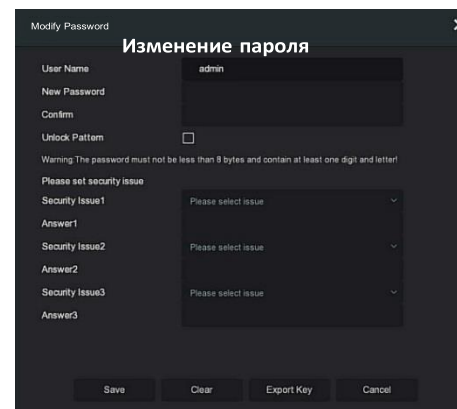 Modify Password
Изменение пароля
User Name admin
New Password
Confirm
Unlock Pattern
Warning:The password must not be less than 8 bytes and contain at least one digit and letter!
Please set security issue
Security Issue1 Please select issue
Answer1
Security Issue2 Please select issue
Answer2
Security Issue3 Please select issue
Answer3
Save Clear Export Key Cancel